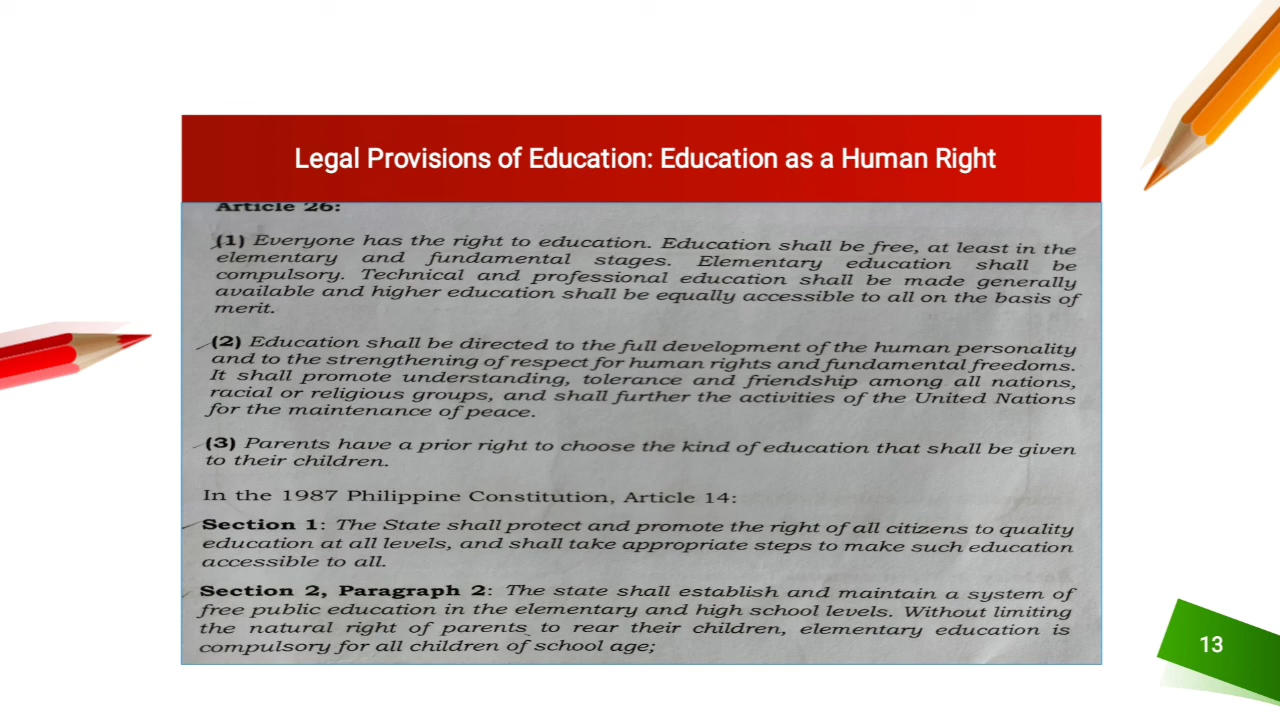 Legal Provisions of Education: Education as a Human Right
Article 26:
(1) Everyone has the right to education. Education shall be free, at least in the
elementary and fundamental stages. Elementary education shall be
compulsory. Technical and professional education shall be made generally
available and higher education shall be equally accessible to all on the basis of
merit.
(2) Education shall be directed to the full development of the human personality
and to the strengthening of respect for human rights and fundamental freedoms.
It shall promote understanding, tolerance and friendship among all nations,
racial or religious groups, and shall further the activities of the United Nations
for the maintenance of peace.
(3) Parents have a prior right to choose the kind of education that shall be given
to their children.
In the 1987 Philippine Constitution, Article 14:
Section 1: The State shall protect and promote the right of all citizens to quality
education at all levels, and shall take appropriate steps to make such education
accessible to all.
Section 2, Paragraph 2: The state shall establish and maintain a system of
free public education in the elementary and high school levels. Without limiting
the natural right of parents to rear their children, elementary education is
compulsory for all children of school age;
13